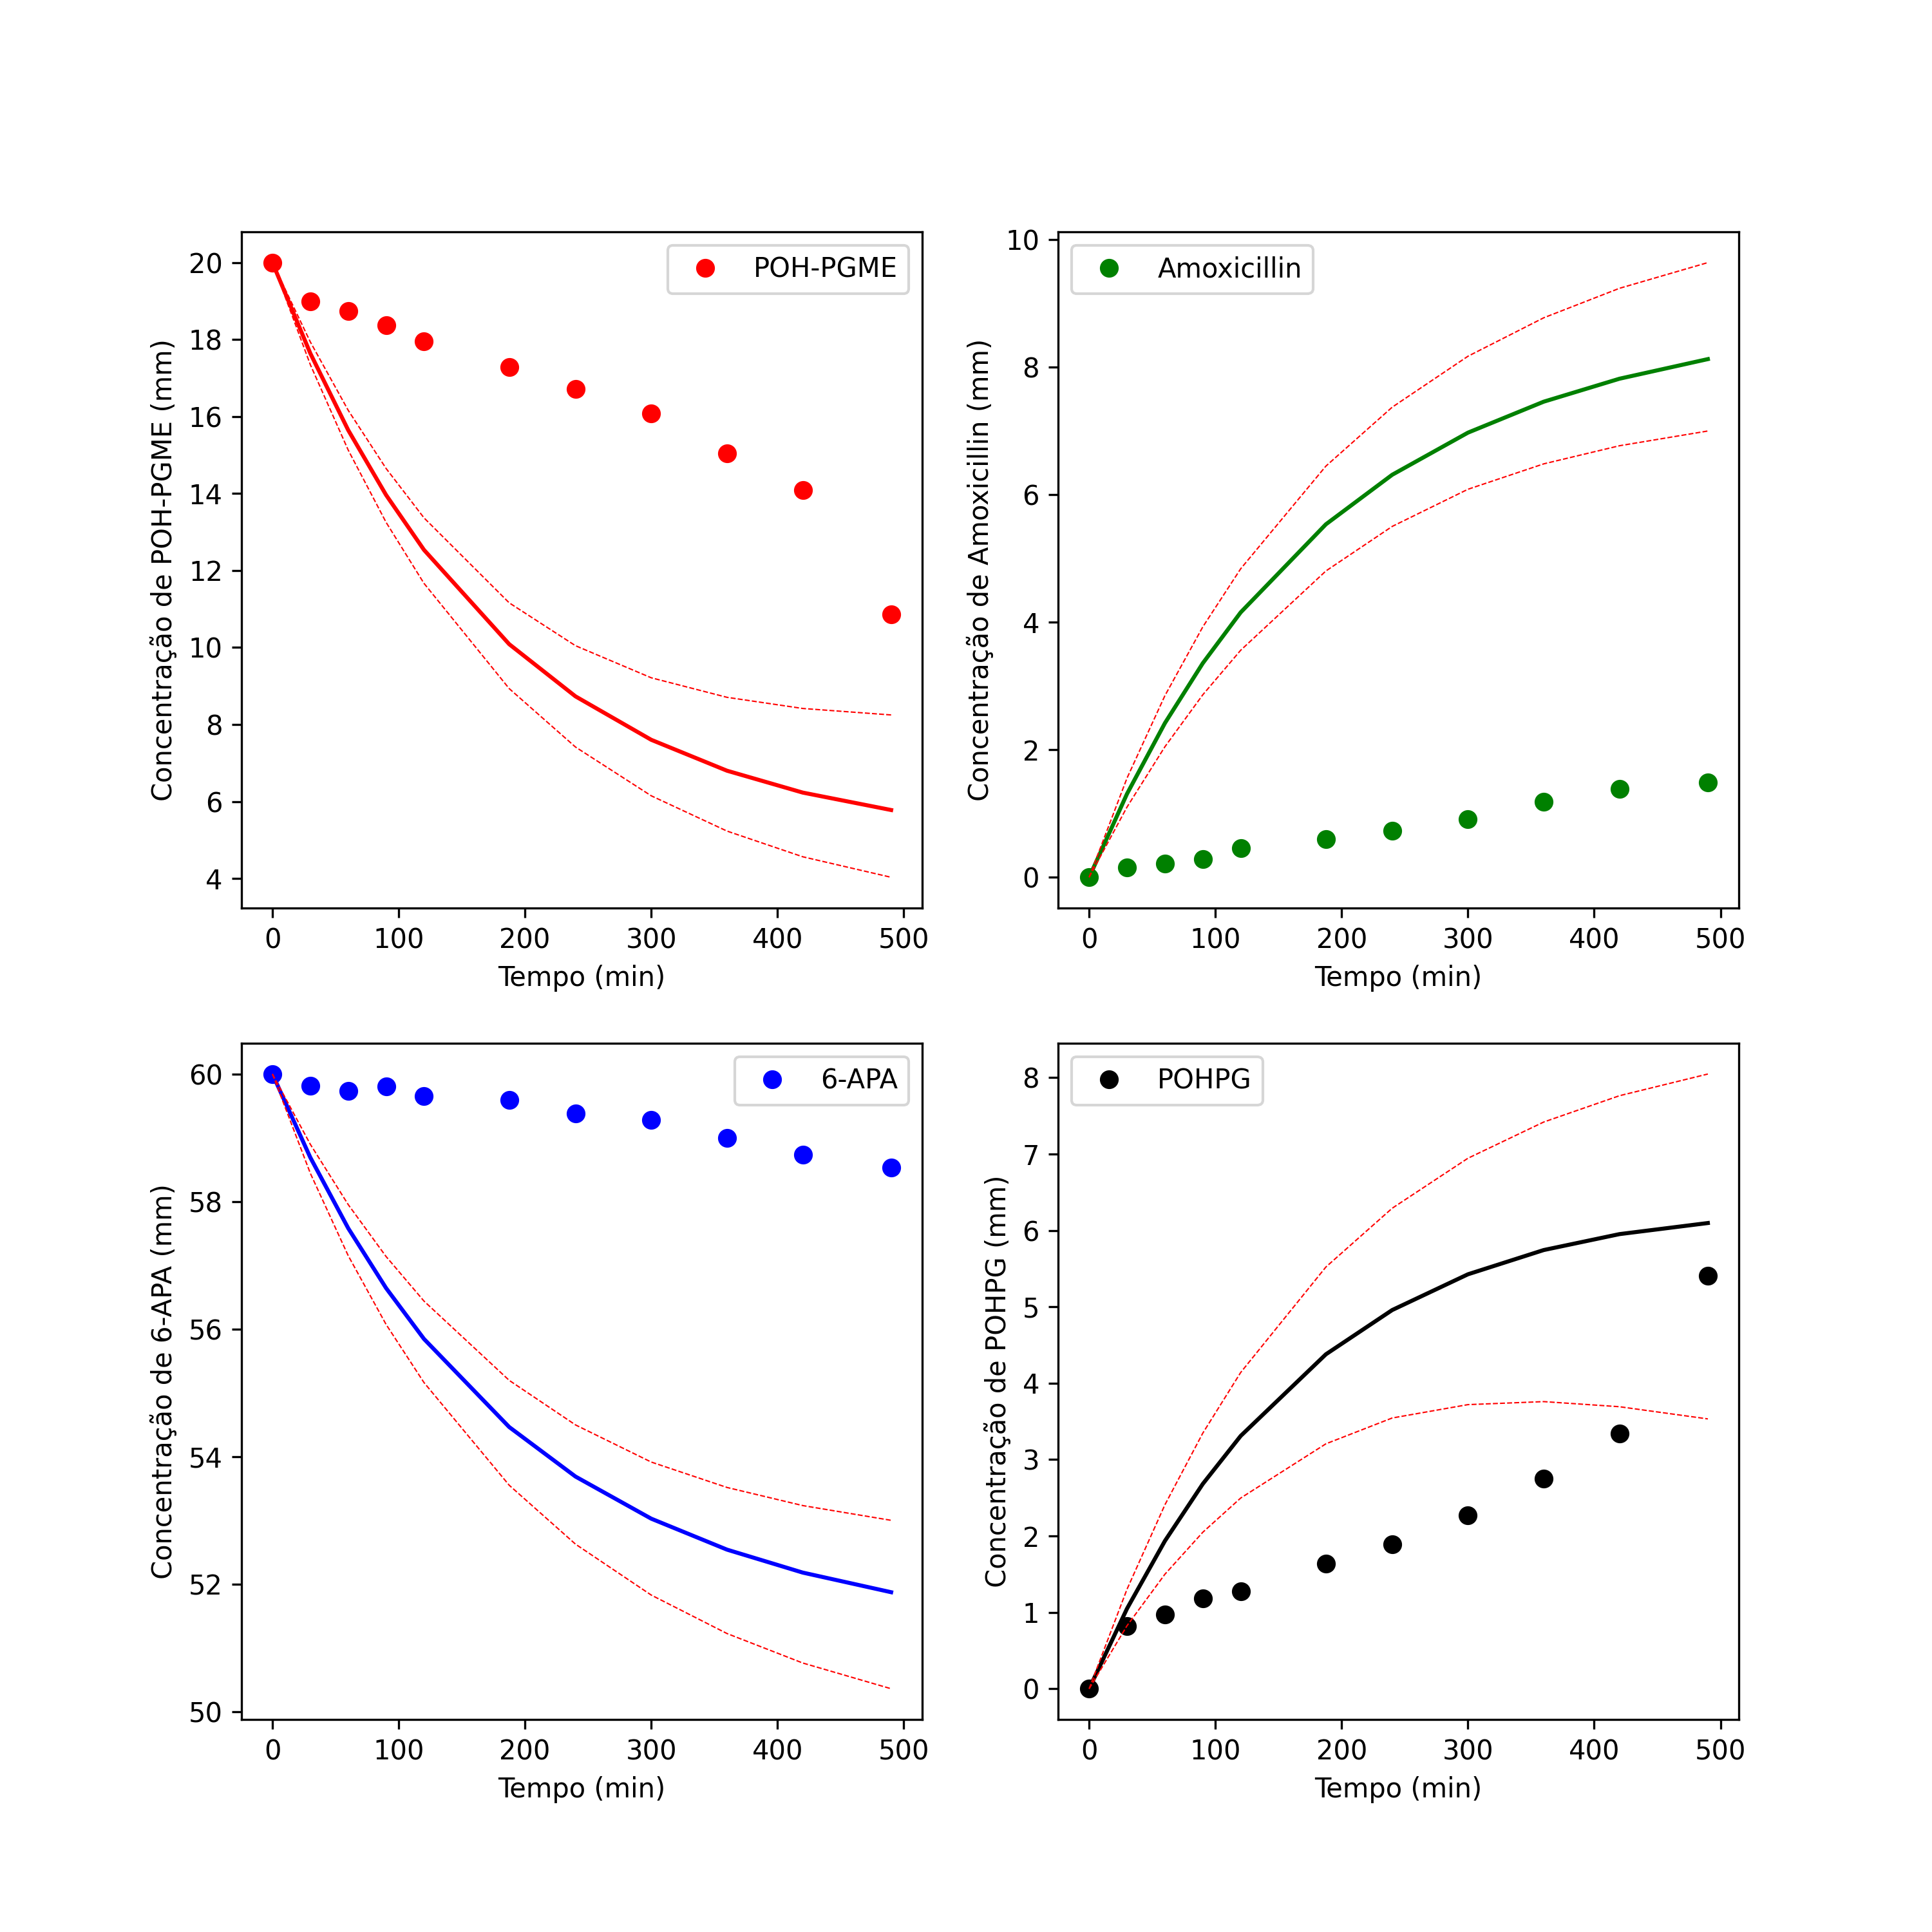 POH-PGME
Concentração de POH-PGME (mm)
20
18
16
14
12
10
8
6
4
0 100 200 300 400 500
Tempo (min)
Amoxicillin
Concentração de Amoxicillin (mm)
10
8
6
4
2
0
0 100 200 300 400 500
Tempo (min)
6-APA
Concentração de 6-APA (mm)
60
58
56
54
52
50
0 100 200 300 400 500
Tempo (min)
POHPG
Concentração de POHPG (mm)
8
7
6
5
4
3
2
1
0
0 100 200 300 400 500
Tempo (min)